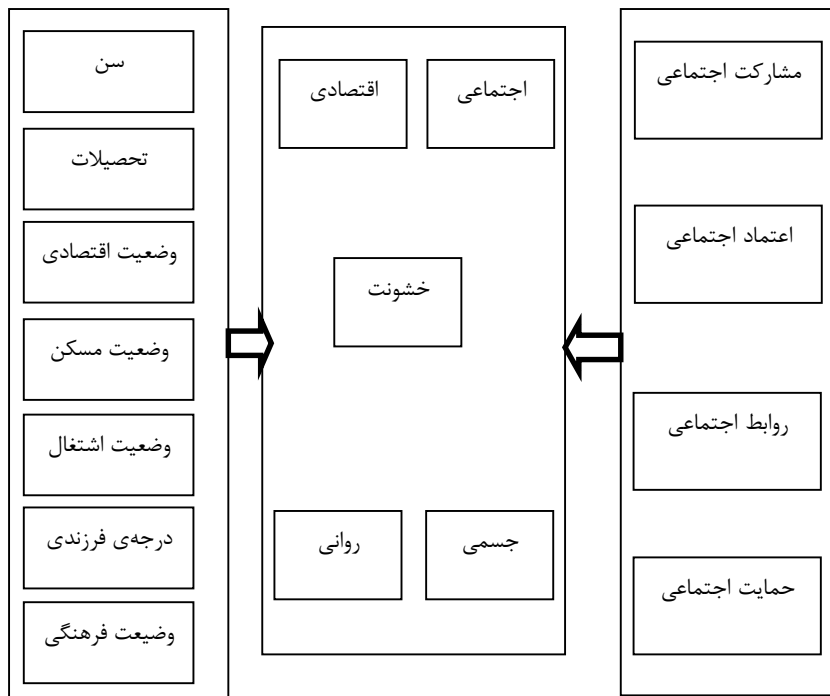 مشارکت اجتماعی
اعتماد اجتماعی
روابط اجتماعی
حمایت اجتماعی
اجتماعی
اقتصادی
خشونت
جسمی
روانی
سن
تحصیلات
وضعیت اقتصادی
وضعیت مسکن
وضعیت اشتغال
درجه‌ی فرزندی
وضیعت فرهنگی